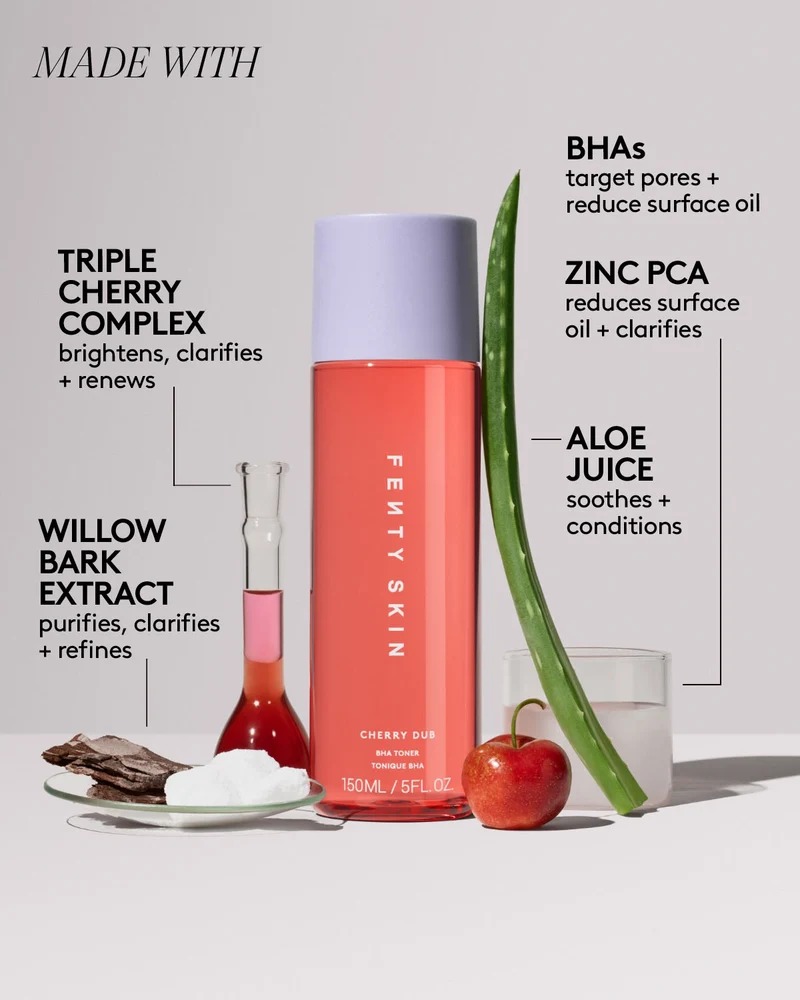 MADE WITH
BHAs
target pores +
reduce surface oil
TRIPLE
CHERRY
COMPLEX
brightens, clarifies
+ renews
ZINC PCA
reduces surface
oil + clarifies
ALOE
JUICE
soothes +
conditions
WILLOW
BARK
EXTRACT
purifies, clarifies
+ refines
FEИTY SKIN
CHERRY DUB
BHA TONER
TONIQUE BHA
150ML / 5FL.OZ.